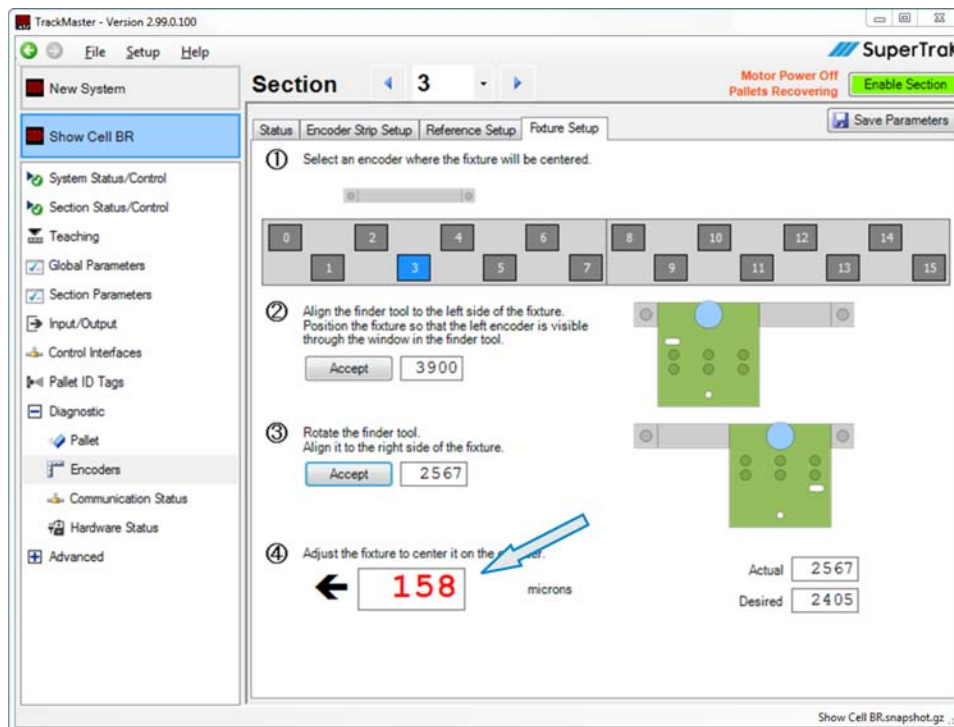 TrackMaster - Version 2.99.0.100
File Setup Help
SuperTrak
New System
Show Cell BR
System Status/Control
Section Status/Control
Teaching
Global Parameters
Section Parameters
Input/Output
Control Interfaces
Pallet ID Tags
Diagnostic
Pallet
Encoders
Communication Status
Hardware Status
Advanced
Section 3
Motor Power Off
Pallets Recovering
Enable Section
Status Encoder Strip Setup Reference Setup Fixture Setup
Save Parameters
1 Select an encoder where the fixture will be centered.
0 2 4 6 8 10 12 14
1 3 5 7 9 11 13 15
2 Align the finder tool to the left side of the fixture.
Position the fixture so that the left encoder is visible
through the window in the finder tool.
Accept 3900
3 Rotate the finder tool.
Align it to the right side of the fixture.
Accept 2567
4 Adjust the fixture to center it on the
158 microns
Actual 2567
Desired 2405
Show Cell BR.snapshot.gz